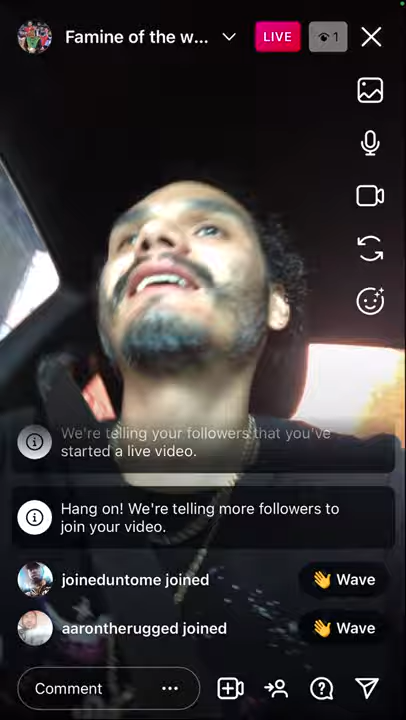 Famine of the w...
LIVE
1
We're telling your followers that you've
started a live video.
Hang on! We're telling more followers to
join your video.
joineduntome joined
👋 Wave
aarontherugged joined
👋 Wave
Comment